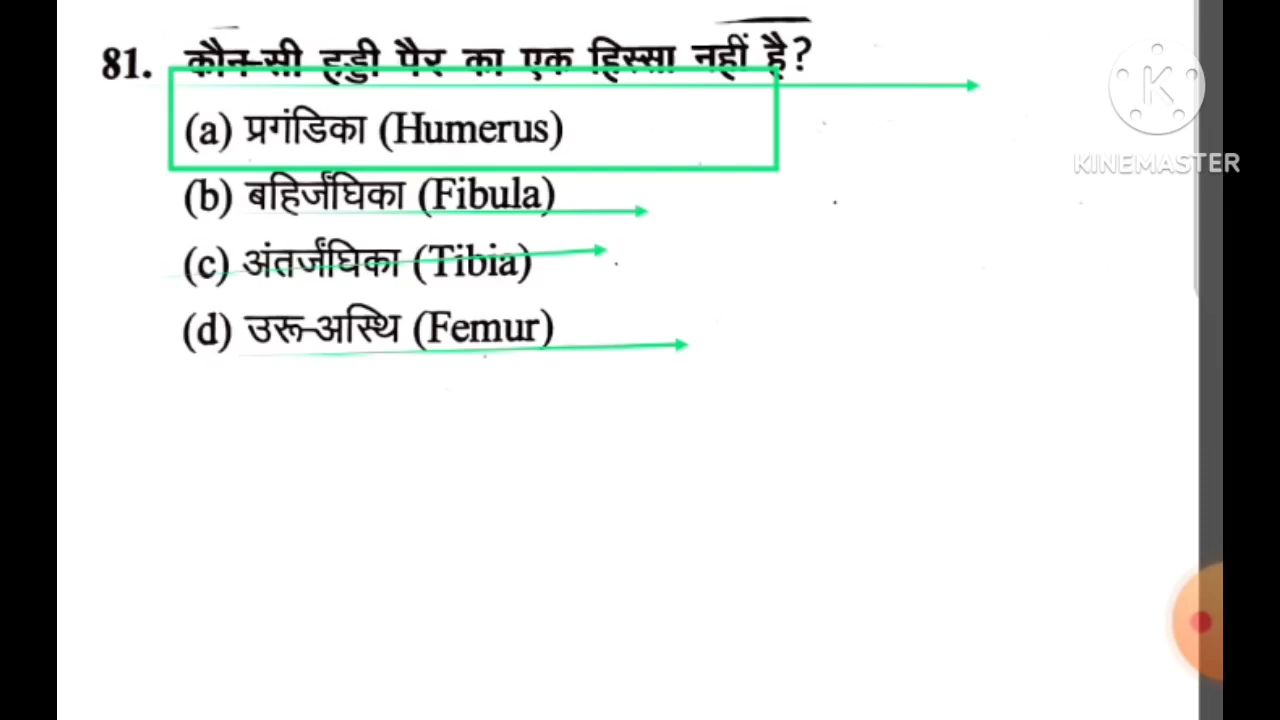 81. कौन-सी हड्डी पैर का एक हिस्सा नहीं है?
(a) प्रगंडिका (Humerus)
(b) बहिर्जंघिका (Fibula)
(c) अंतर्जंघिका (Tibia)
(d) उरू-अस्थि (Femur)
K
KINEMASTER